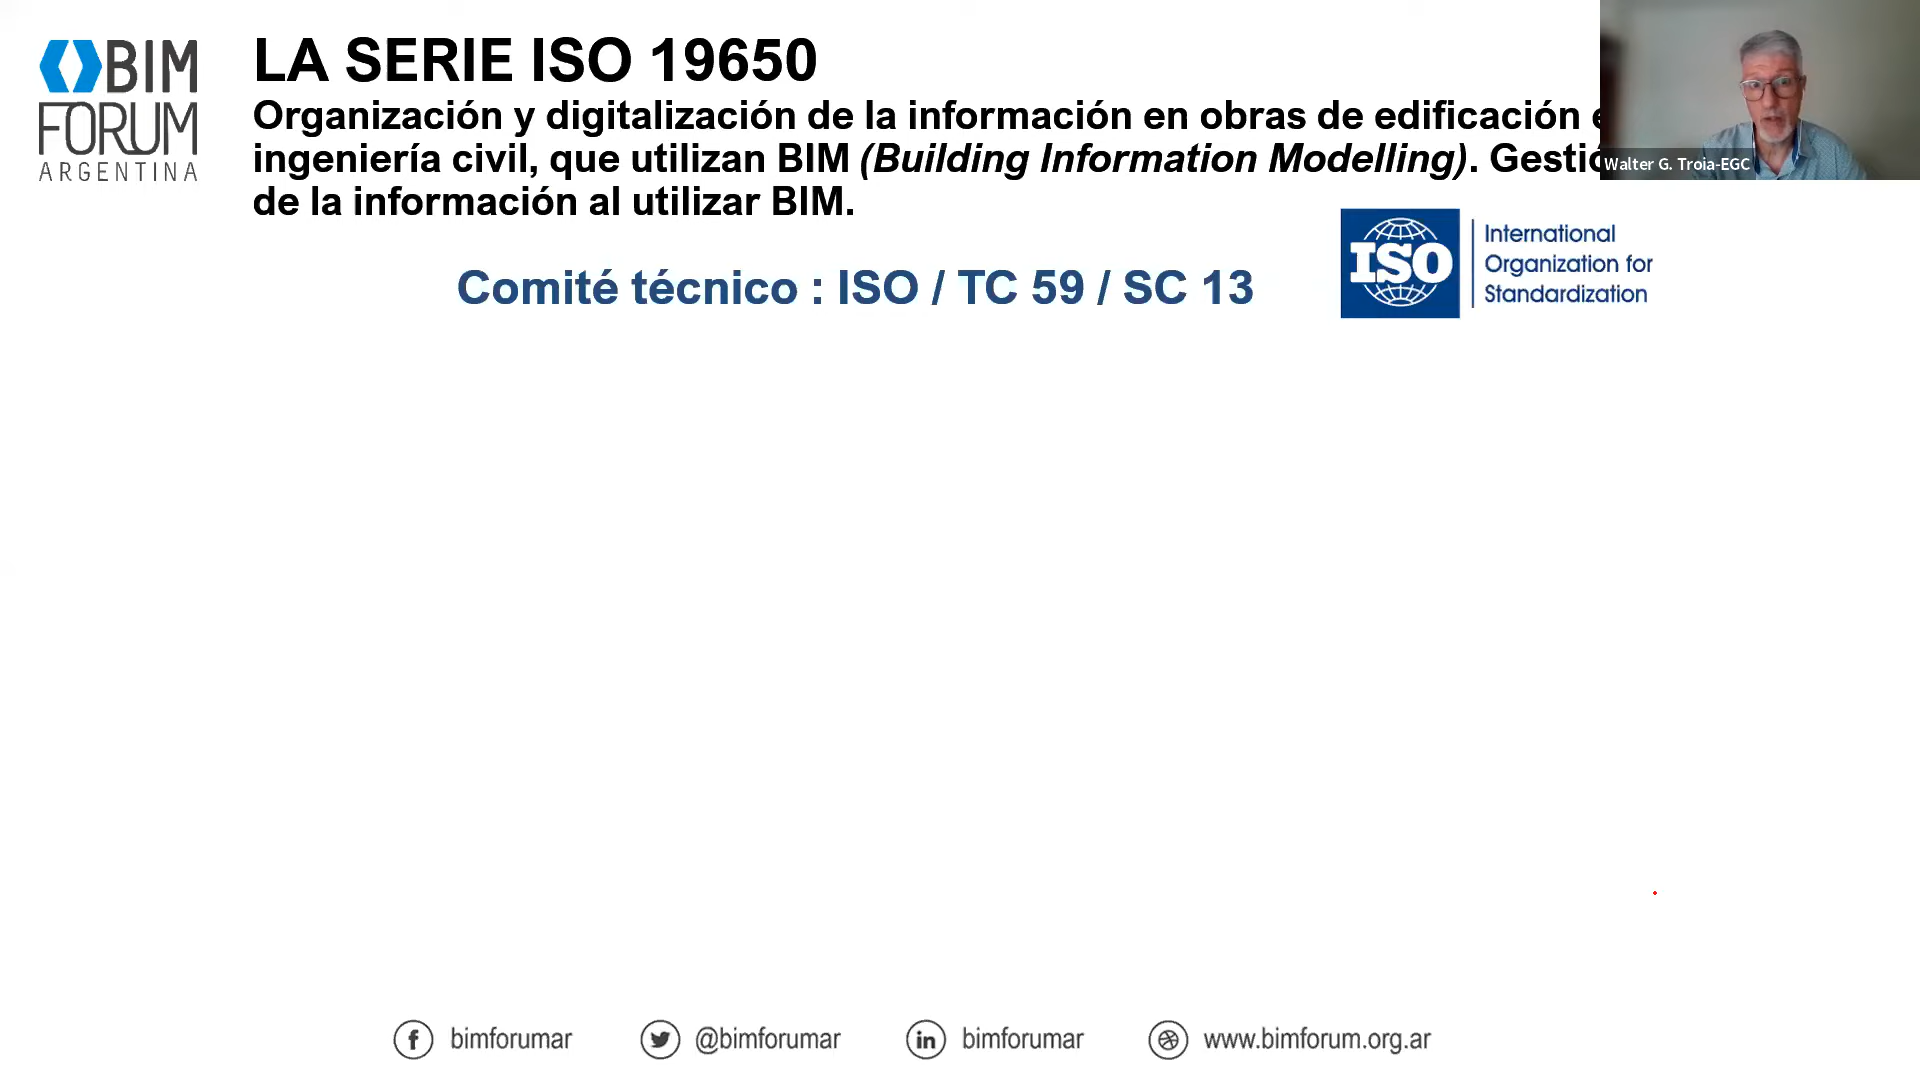 BIM
FORUM
ARGENTINA
LA SERIE ISO 19650
Organización y digitalización de la información en obras de edificación
ingeniería civil, que utilizan BIM (Building Information Modelling). Gestió
de la información al utilizar BIM.
Walter G. Troia-EGC
Comité técnico : ISO / TC 59 / SC 13
ISO
International
Organization for
Standardization
bimforumar
@bimforumar
bimforumar
www.bimforum.org.ar